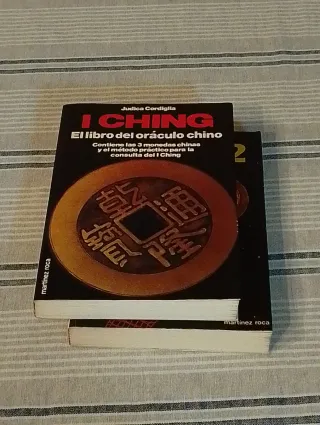 Judica Cordiglia
I CHING
El libro del oráculo chino
Contiene las 3 monedas chinas
y el método práctico para la
consulta del I Ching
martínez roca
2
martínez roca